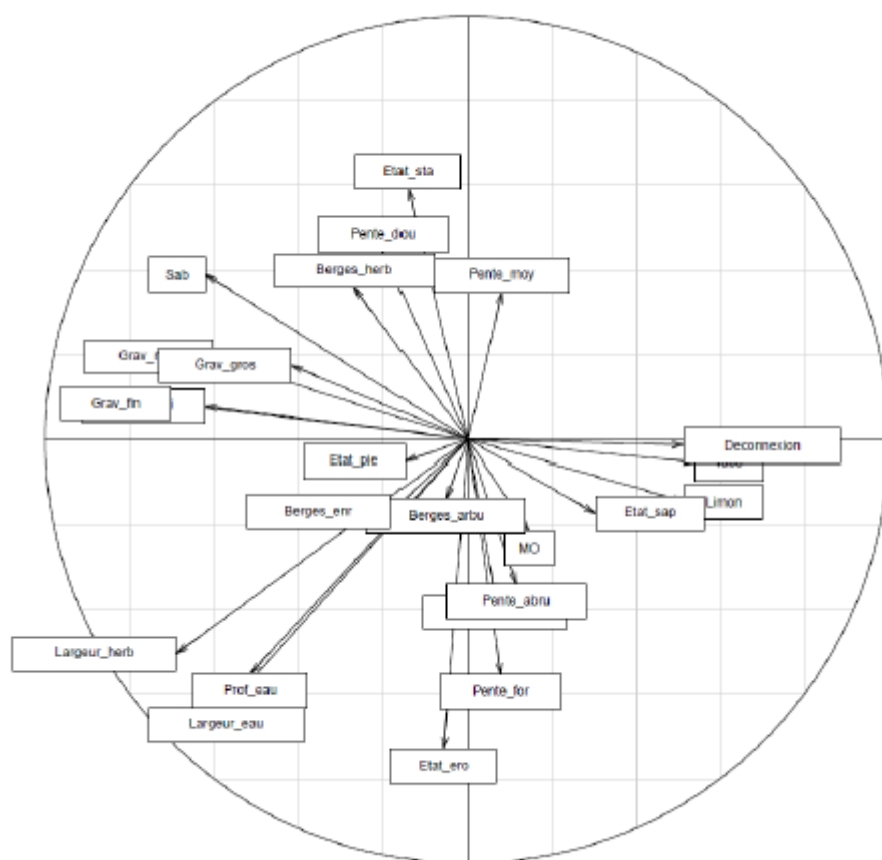 Etat_sta
Pente_dou
Berges_herb
Pente_moy
Sab
Grav_gros
Grav_fin
Deconnexion
Etat_pie
Limon
Berges_enr
Berges_arbu
Etat_sap
MO
Pente_abru
Largeur_herb
Prof_eau
Pente_for
Largeur_eau
Etat_ero